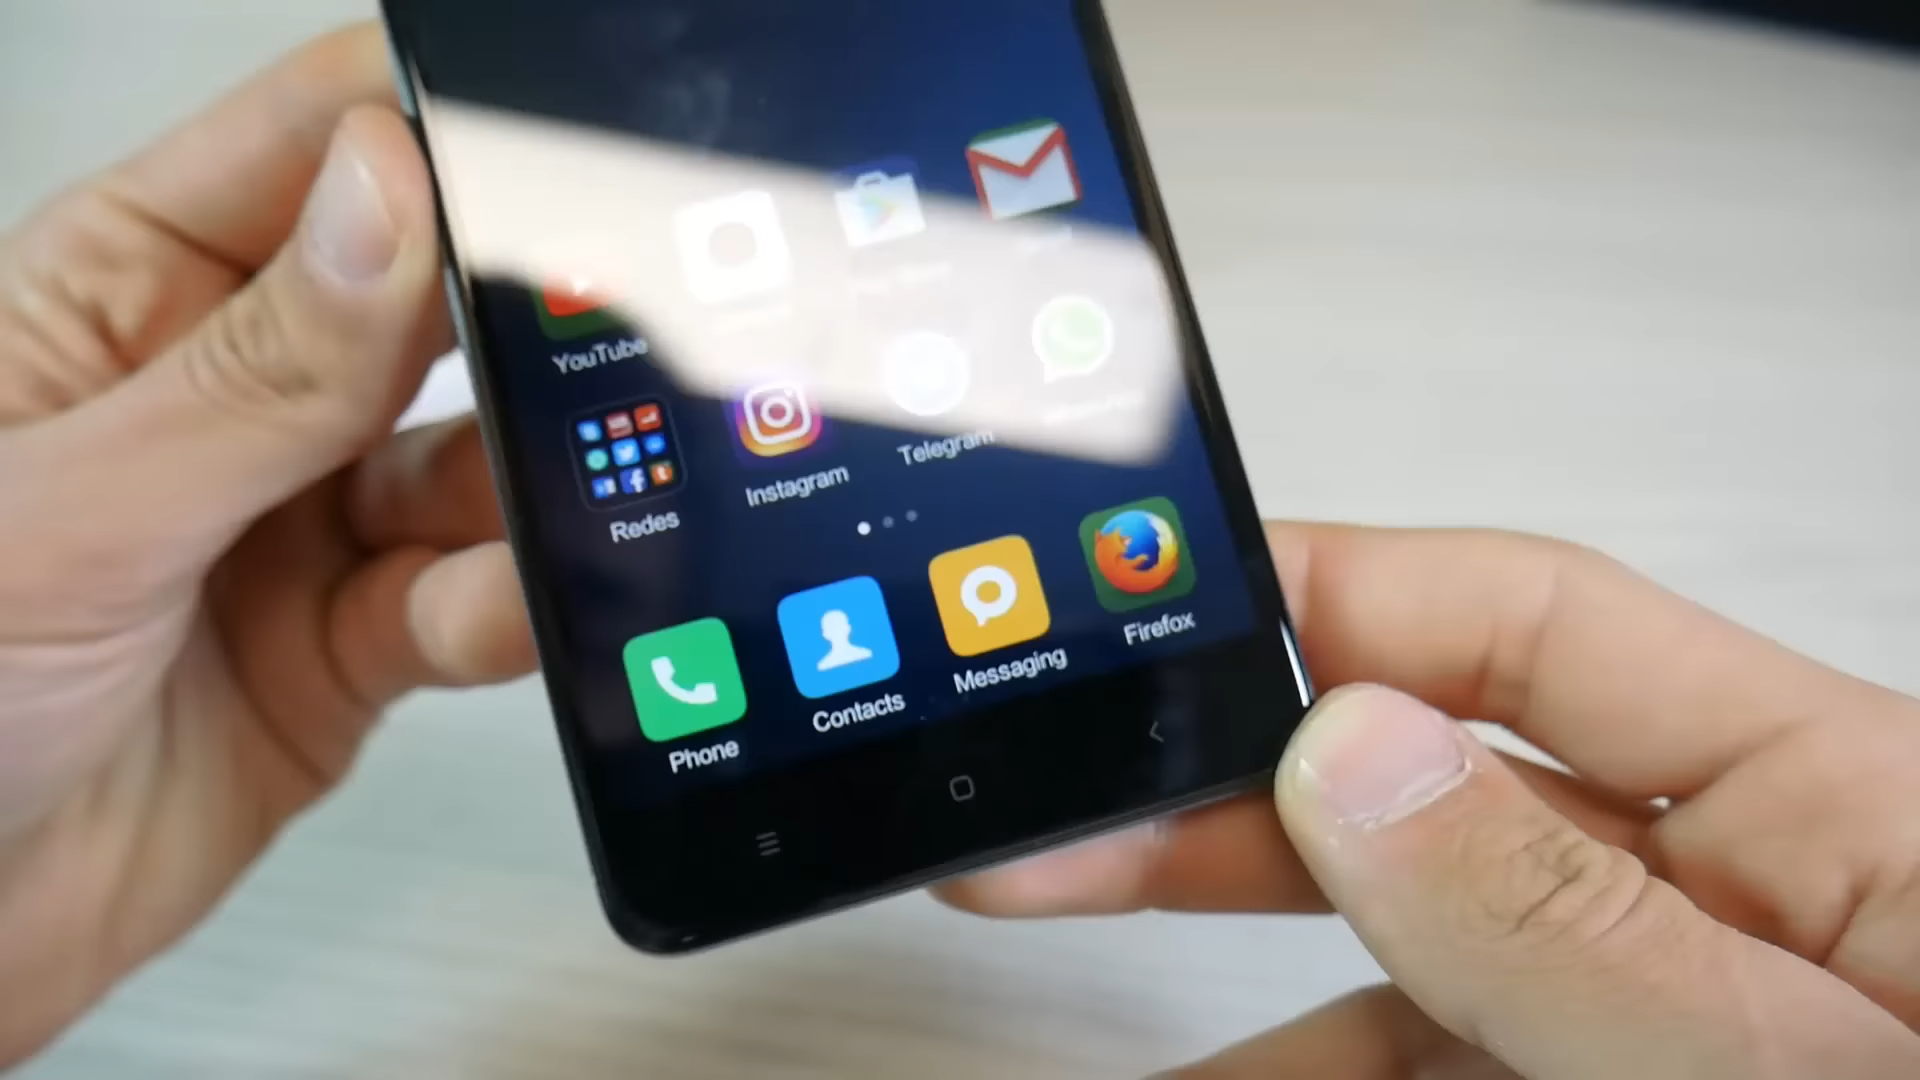 YouTube
Redes
Instagram
Telegram
Phone
Contacts
Messaging
Firefox